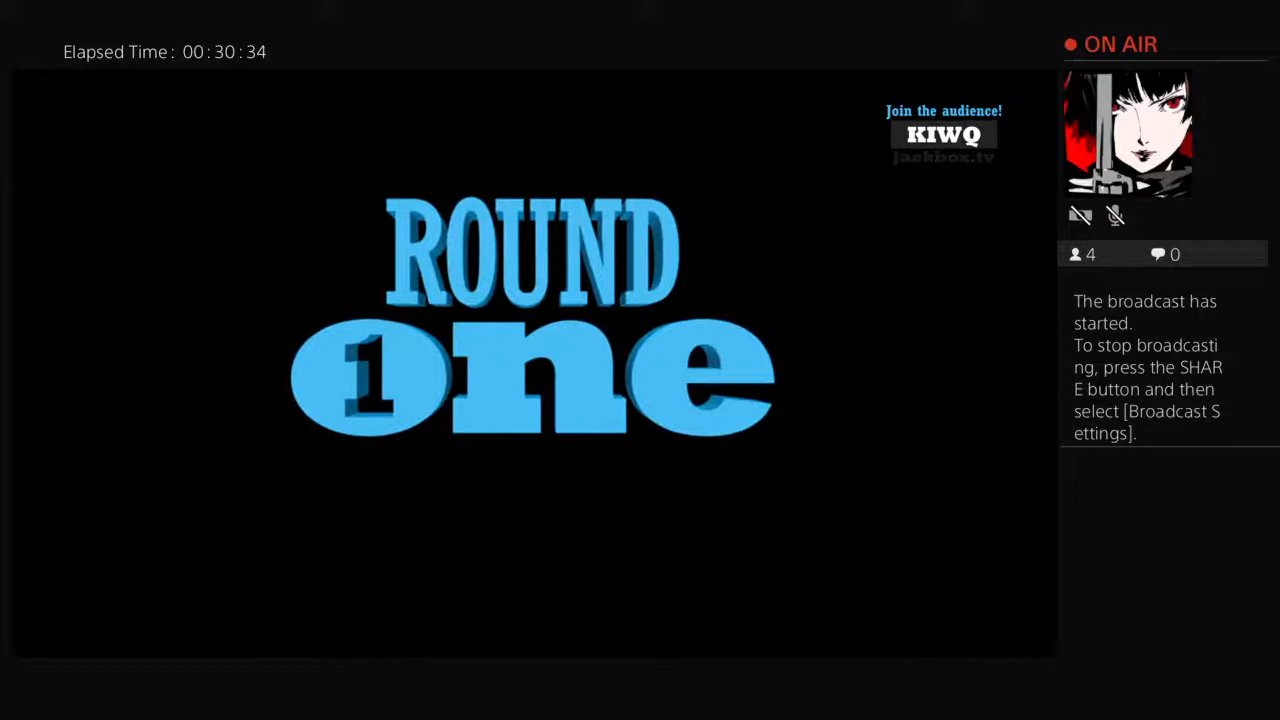 Elapsed Time: 00:30:34
ON AIR
Join the audience!
KIWQ
jackbox.tv
ROUND
1 one
4 0
The broadcast has
started.
To stop broadcasti
ng, press the SHAR
E button and then
select [Broadcast S
ettings].